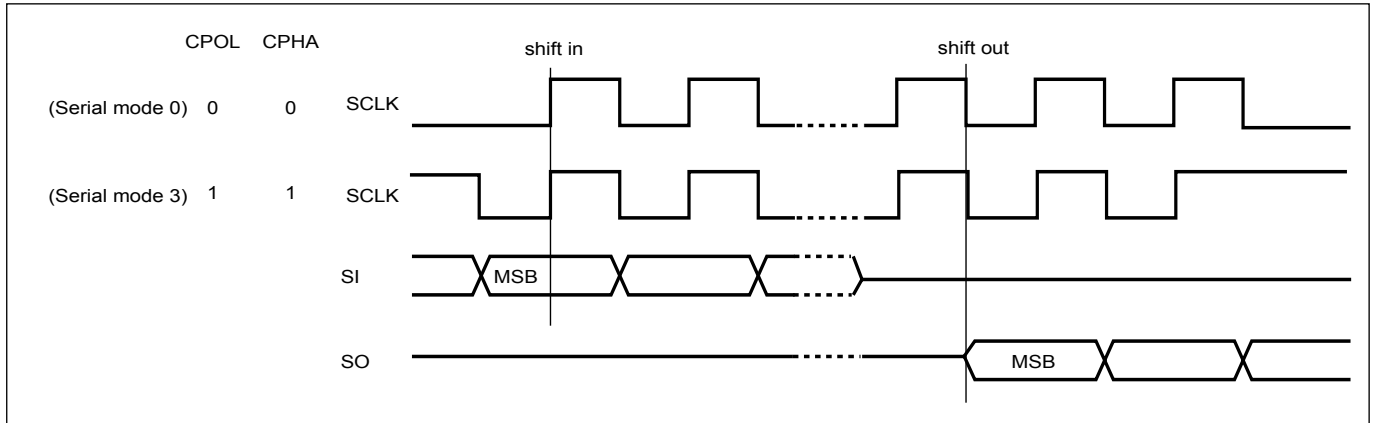 CPOL CPHA shift in shift out
(Serial mode 0) 0 0 SCLK
(Serial mode 3) 1 1 SCLK
SI MSB
SO MSB